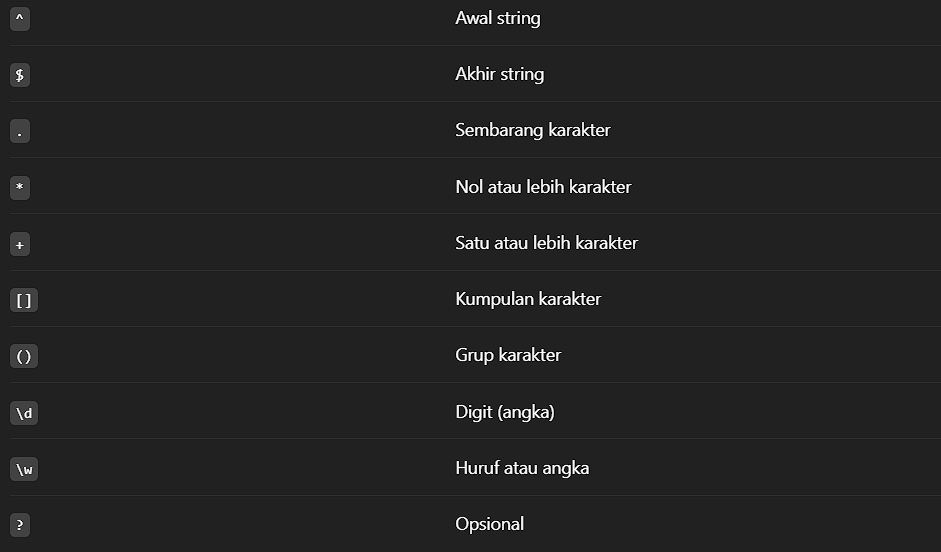 ^ Awal string
$ Akhir string
. Sembarang karakter
* Nol atau lebih karakter
+ Satu atau lebih karakter
[] Kumpulan karakter
() Grup karakter
\d Digit (angka)
\w Huruf atau angka
? Opsional